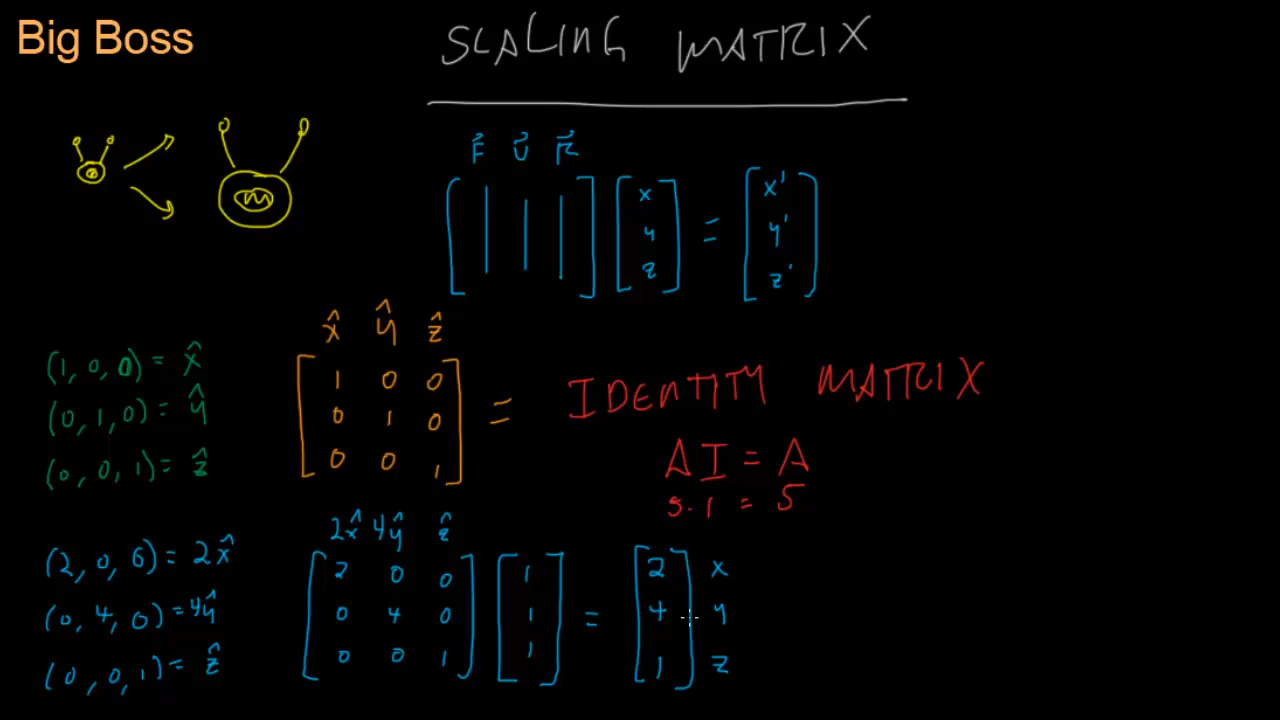 Big Boss
SCALING MATRIX
F⃗ U⃗ R⃗
[ | | | ] [x y z] = [x' y' z']
x̂ ŷ ẑ
(1, 0, 0) = x̂
(0, 1, 0) = ŷ
(0, 0, 1) = ẑ
1 0 0
0 1 0
0 0 1
= IDENTITY MATRIX
AI = A
5 · 1 = 5
2x̂ 4ŷ ẑ
(2, 0, 0) = 2x̂
(0, 4, 0) = 4ŷ
(0, 0, 1) = ẑ
2 0 0 1 2 x
0 4 0 1 = 4 y
0 0 1 1 1 z